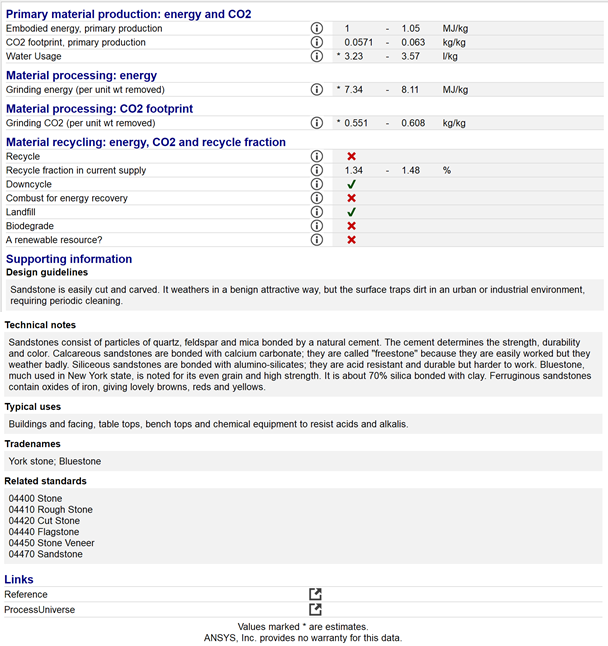 Primary material production: energy and CO2
Embodied energy, primary production 1 - 1.05 MJ/kg
CO2 footprint, primary production 0.0571 - 0.063 kg/kg
Water Usage * 3.23 - 3.57 l/kg
Material processing: energy
Grinding energy (per unit wt removed) * 7.34 - 8.11 MJ/kg
Material processing: CO2 footprint
Grinding CO2 (per unit wt removed) * 0.551 - 0.608 kg/kg
Material recycling: energy, CO2 and recycle fraction
Recycle
Recycle fraction in current supply 1.34 - 1.48 %
Downcycle
Combust for energy recovery
Landfill
Biodegrade
A renewable resource?
Supporting information
Design guidelines
Sandstone is easily cut and carved. It weathers in a benign attractive way, but the surface traps dirt in an urban or industrial environment,
requiring periodic cleaning.
Technical notes
Sandstones consist of particles of quartz, feldspar and mica bonded by a natural cement. The cement determines the strength, durability
and color. Calcareous sandstones are bonded with calcium carbonate; they are called "freestone" because they are easily worked but they
weather badly. Siliceous sandstones are bonded with alumino-silicates; they are acid resistant and durable but harder to work. Bluestone,
much used in New York state, is noted for its even grain and high strength. It is about 70% silica bonded with clay. Ferruginous sandstones
contain oxides of iron, giving lovely browns, reds and yellows.
Typical uses
Buildings and facing, table tops, bench tops and chemical equipment to resist acids and alkalis.
Tradenames
York stone; Bluestone
Related standards
04400 Stone
04410 Rough Stone
04420 Cut Stone
04440 Flagstone
04450 Stone Veneer
04470 Sandstone
Links
Reference
ProcessUniverse
Values marked * are estimates.
ANSYS, Inc. provides no warranty for this data.